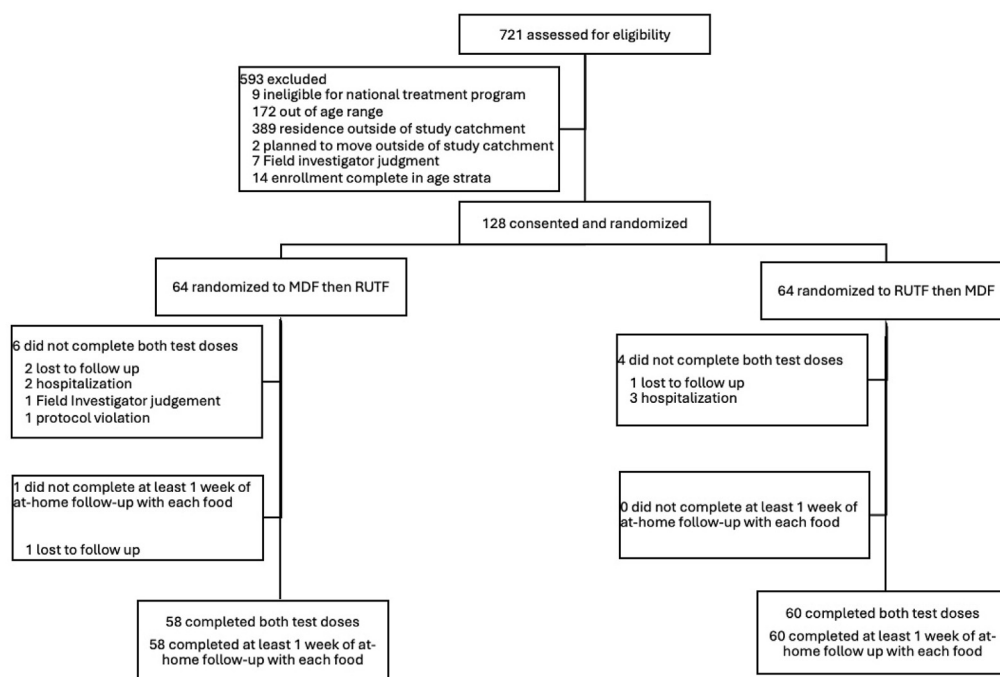 721 assessed for eligibility
593 excluded
9 ineligible for national treatment program
172 out of age range
389 residence outside of study catchment
2 planned to move outside of study catchment
7 Field investigator judgment
14 enrollment complete in age strata
128 consented and randomized
64 randomized to MDF then RUTF
6 did not complete both test doses
2 lost to follow up
2 hospitalization
1 Field Investigator judgement
1 protocol violation
1 did not complete at least 1 week of
at-home follow-up with each food
1 lost to follow up
58 completed both test doses
58 completed at least 1 week of at-
home follow-up with each food
64 randomized to RUTF then MDF
4 did not complete both test doses
1 lost to follow up
3 hospitalization
0 did not complete at least 1 week of
at-home follow-up with each food
60 completed both test doses
60 completed at least 1 week of at-
home follow up with each food